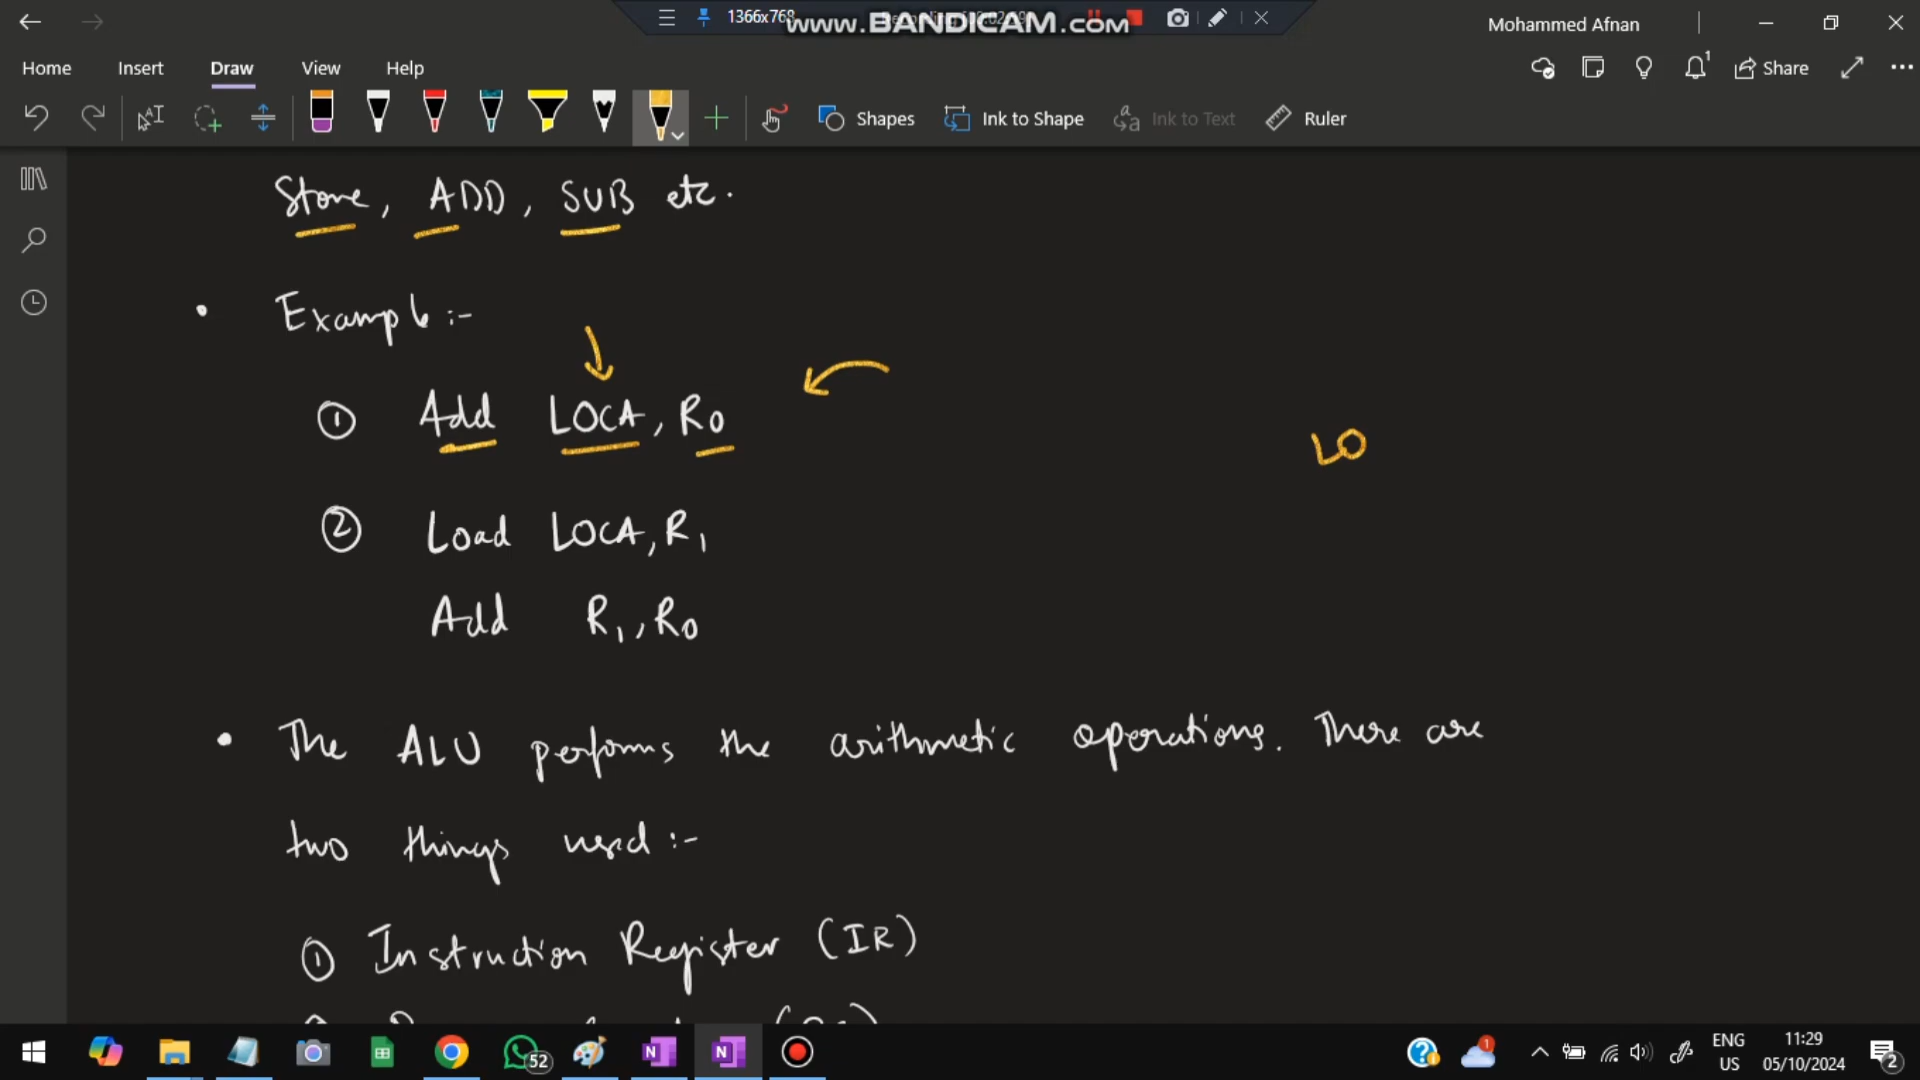 1366x768
www.BANDICAM.com
Mohammed Afnan
Home Insert Draw View Help
Share
Shapes Ink to Shape Ink to Text Ruler
Store, ADD, SUB etc.
• Example :-
① Add LOCA, R0
LO
② Load LOCA, R1
Add R1, R0
• The ALU performs the arithmetic operations. There are
two things used :-
① Instruction Register (IR)
52
ENG
US
11:29
05/10/2024